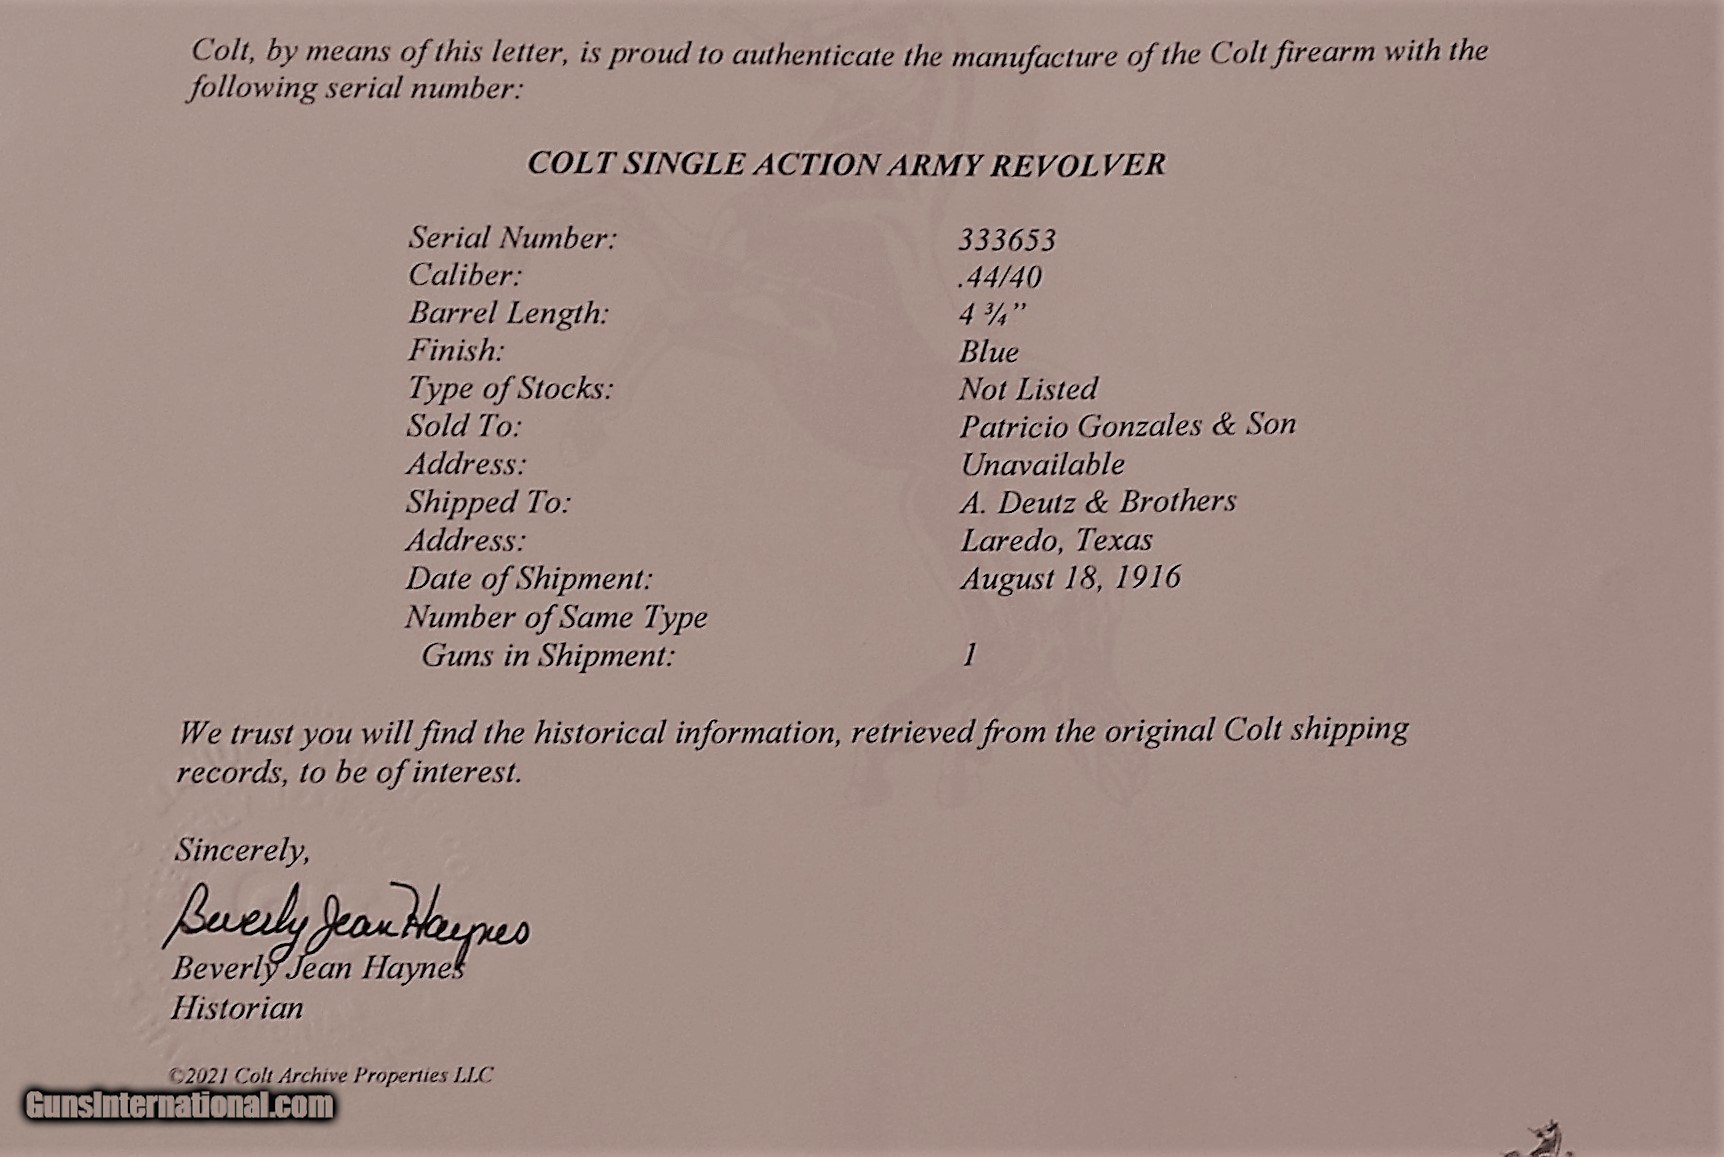 Colt, by means of this letter, is proud to authenticate the manufacture of the Colt firearm with the
following serial number:
COLT SINGLE ACTION ARMY REVOLVER
Serial Number: 333653
Caliber: .44/40
Barrel Length: 4 ¾”
Finish: Blue
Type of Stocks: Not Listed
Sold To: Patricio Gonzales & Son
Address: Unavailable
Shipped To: A. Deutz & Brothers
Address: Laredo, Texas
Date of Shipment: August 18, 1916
Number of Same Type
Guns in Shipment: 1
We trust you will find the historical information, retrieved from the original Colt shipping
records, to be of interest.
Sincerely,
Beverly Jean Haynes
Beverly Jean Haynes
Historian
©2021 Colt Archive Properties LLC
GunsInternational.com